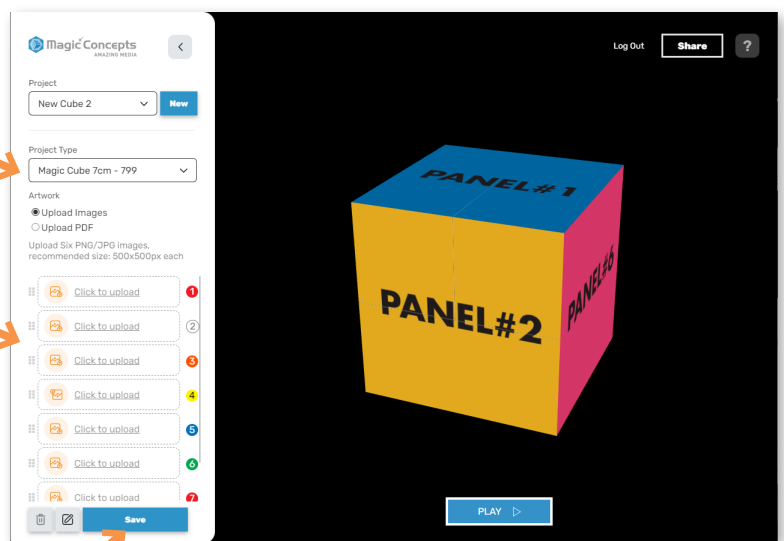 Magic Concepts
AMAZING MEDIA
Log Out
Share
?
Project
New Cube 2
New
Project Type
Magic Cube 7cm - 799
Artwork
Upload Images
Upload PDF
Upload Six PNG/JPG images,
recommended size: 500x500px each
Click to upload 1
Click to upload 2
Click to upload 3
Click to upload 4
Click to upload 5
Click to upload 6
Click to upload 7
Save
PANEL#1
PANEL#2
PANEL#6
PLAY